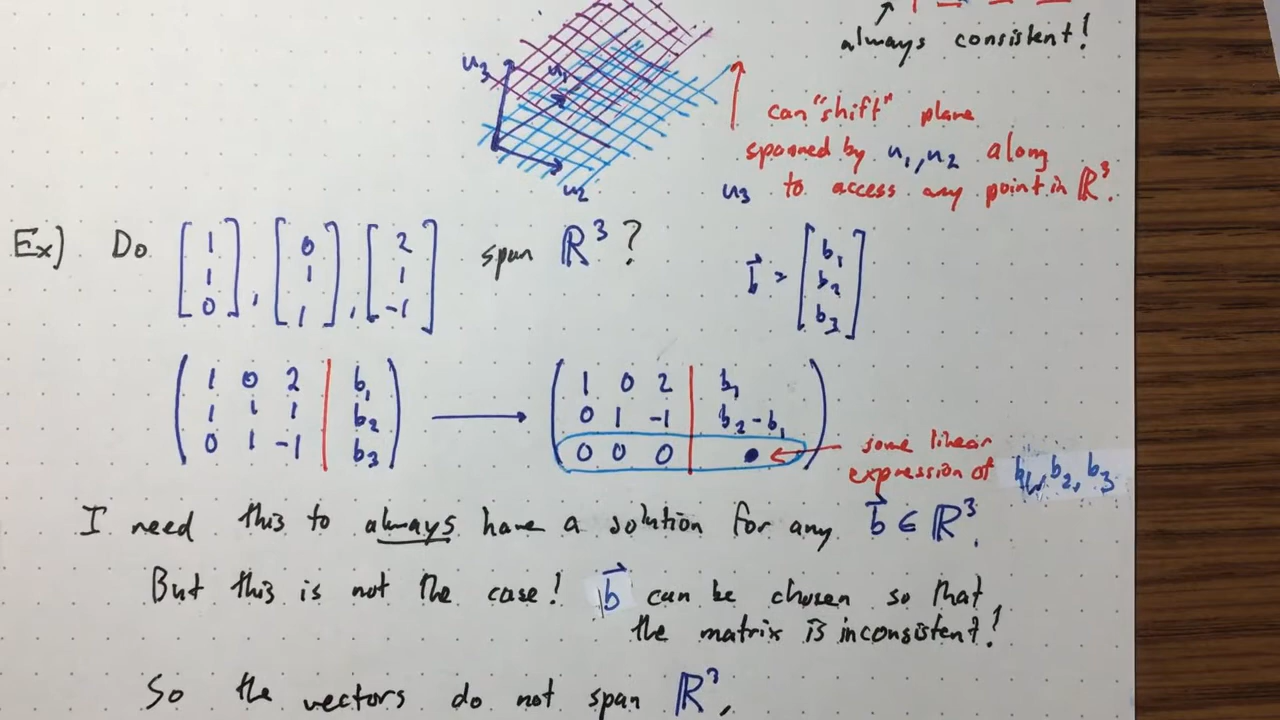 always consistent!
u3 u1
u2
can "shift" plane
spanned by u1, u2 along
u3 to access any point in ℝ³.
Ex) Do [1 1 0], [0 1 1], [2 1 -1] span ℝ³?
b⃗ = [b1 b2 b3]
1 0 2 | b1
1 1 1 | b2
0 1 -1 | b3
1 0 2 | b1
0 1 -1 | b2 - b1
0 0 0 | •
some linear
expression of b1, b2, b3
I need this to always have a solution for any b⃗ ∈ ℝ³.
But this is not the case! b⃗ can be chosen so that
the matrix is inconsistent!
So the vectors do not span ℝ³.